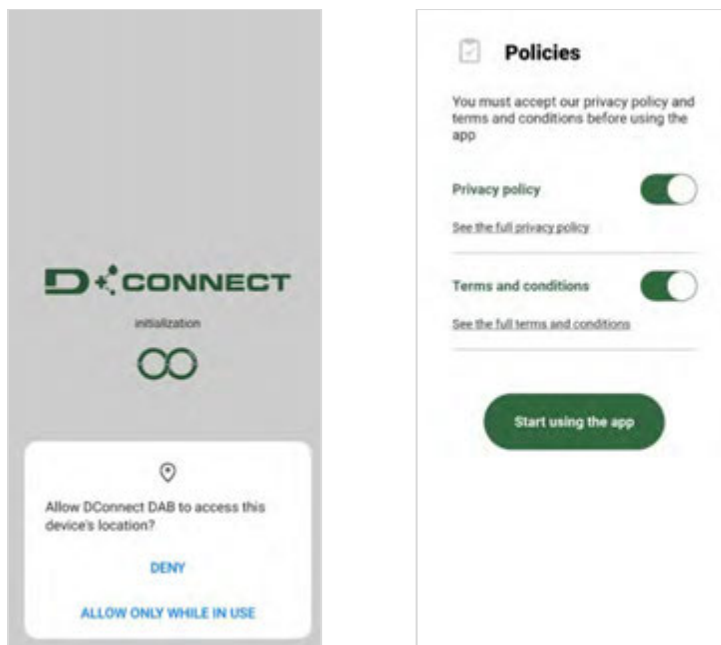 D CONNECT
initialization
Allow DConnect DAB to access this
device's location?
DENY
ALLOW ONLY WHILE IN USE
Policies
You must accept our privacy policy and
terms and conditions before using the
app
Privacy policy
See the full privacy policy
Terms and conditions
See the full terms and conditions
Start using the app